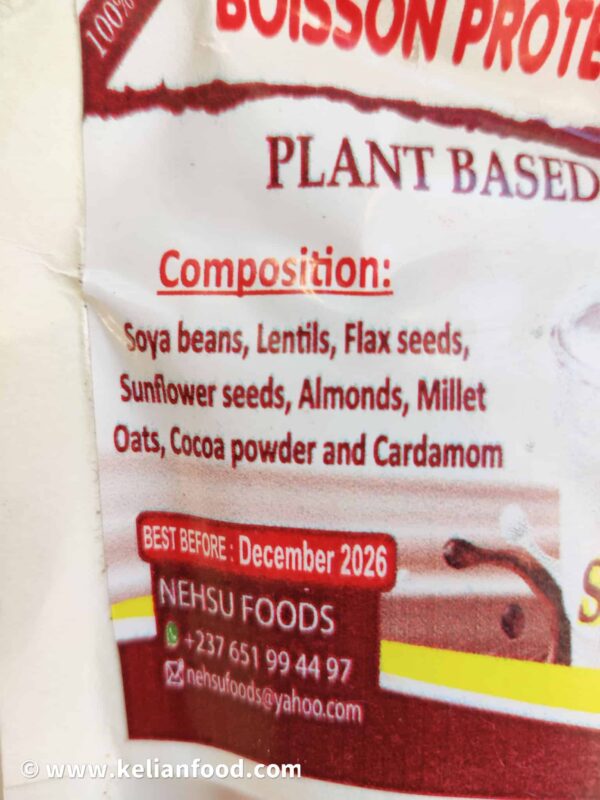 100%
BOISSON PROTE
PLANT BASED
Composition:
Soya beans, Lentils, Flax seeds,
Sunflower seeds, Almonds, Millet
Oats, Cocoa powder and Cardamom
BEST BEFORE : December 2026
NEHSU FOODS
+237 651 99 44 97
nehsufoods@yahoo.com
S
© www.kelianfood.com